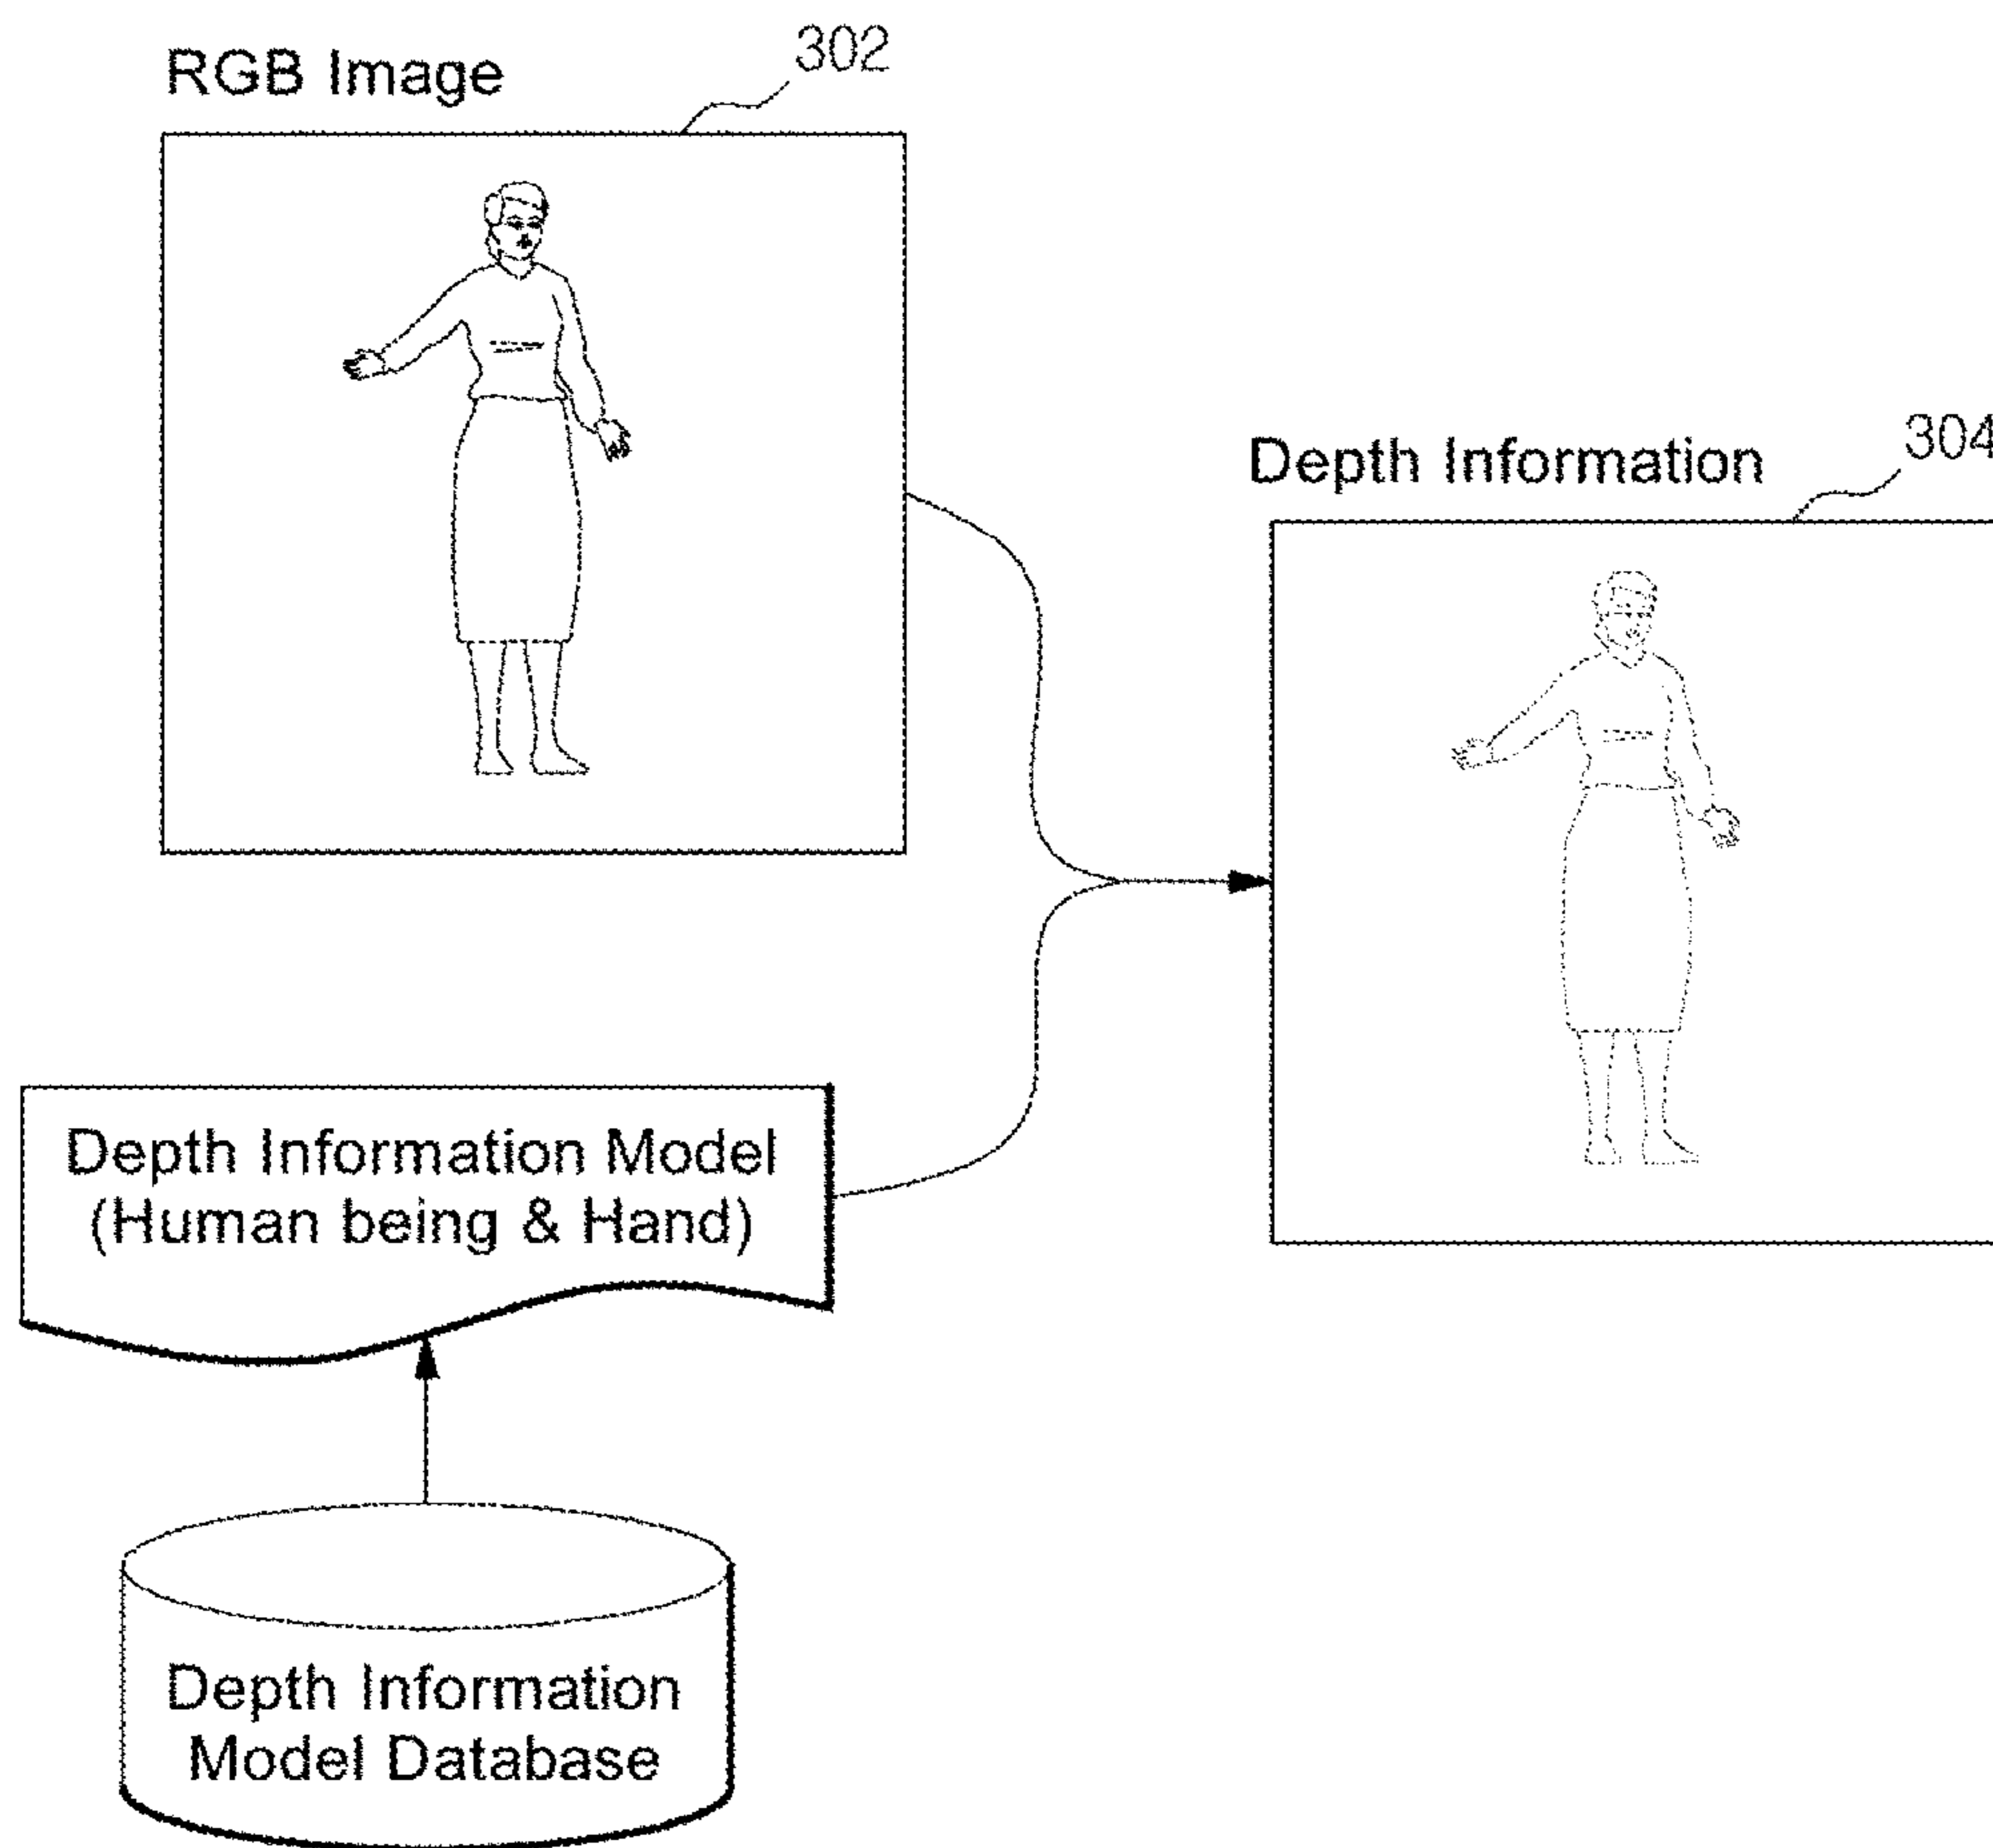 RGB Image
302
Depth Information
304
Depth Information Model
(Human being & Hand)
Depth Information
Model Database